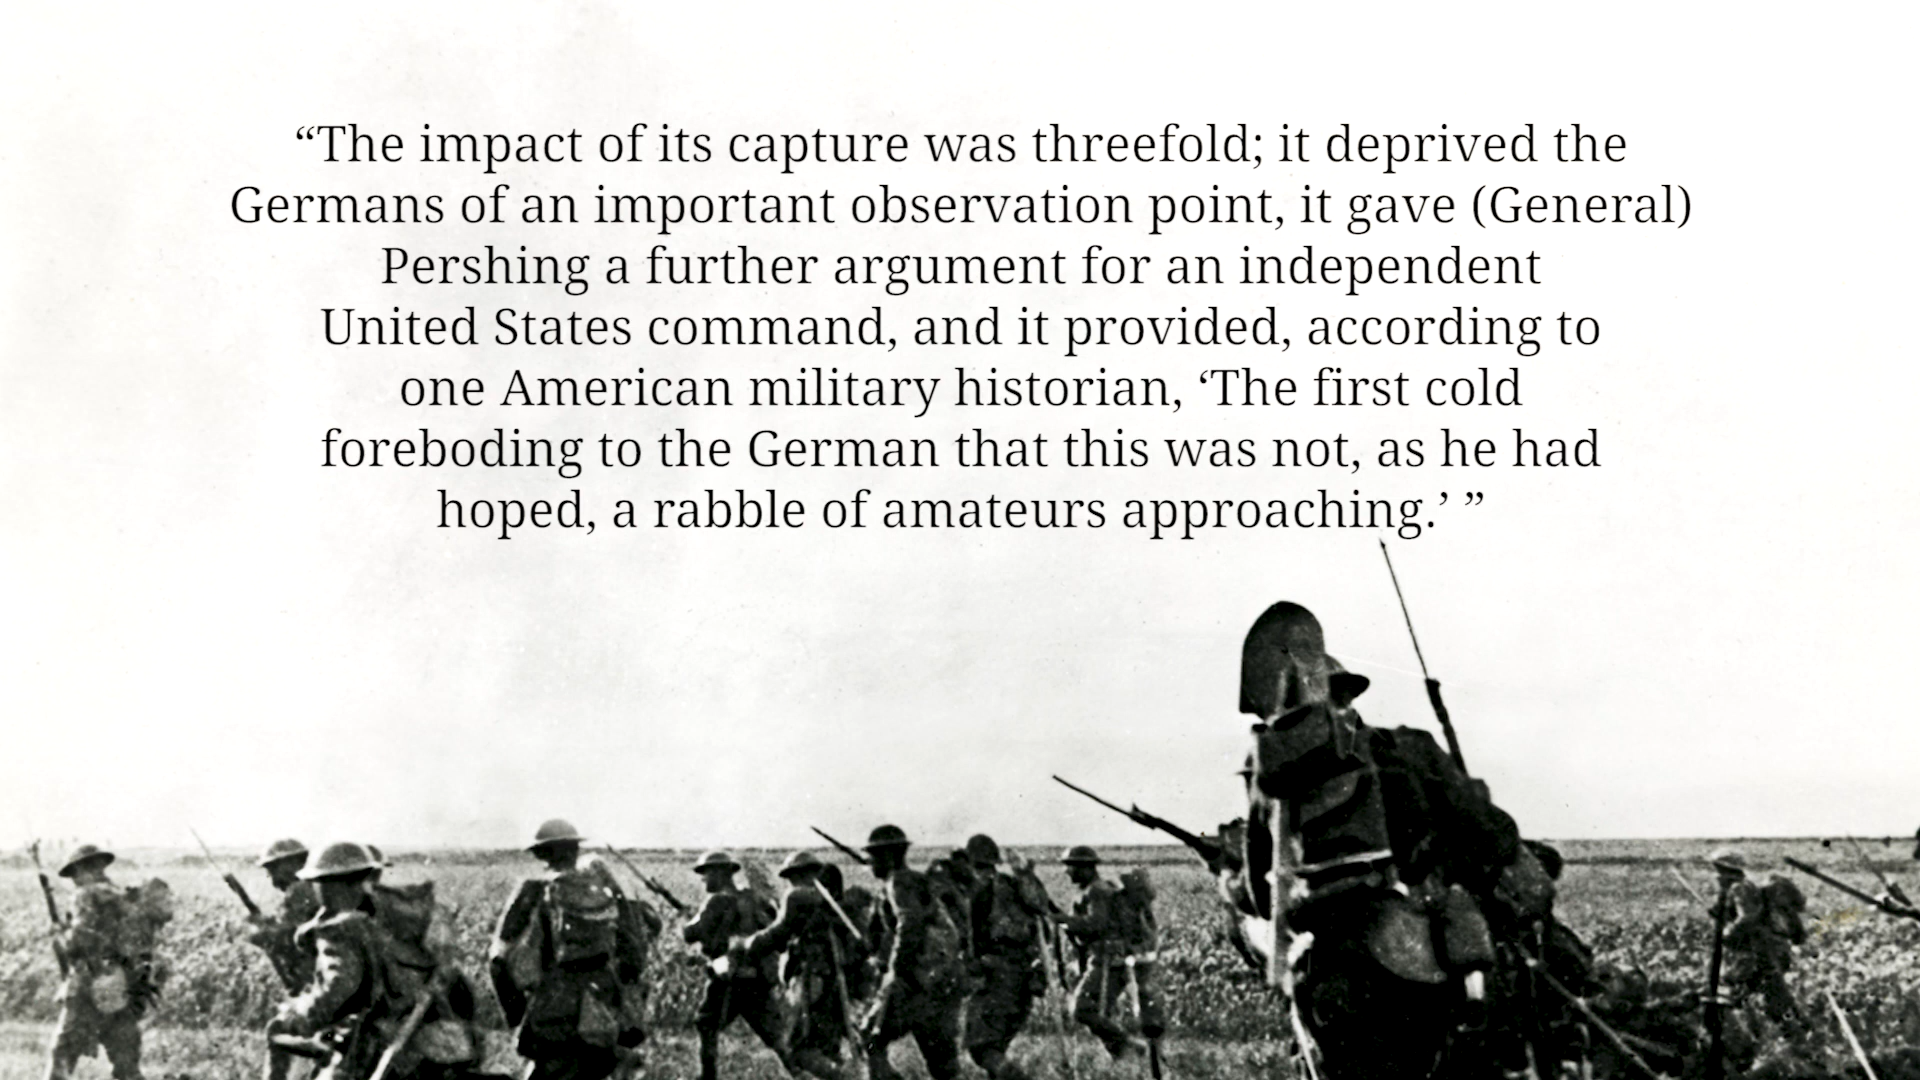 “The impact of its capture was threefold; it deprived the
Germans of an important observation point, it gave (General)
Pershing a further argument for an independent
United States command, and it provided, according to
one American military historian, ‘The first cold
foreboding to the German that this was not, as he had
hoped, a rabble of amateurs approaching.’ ”